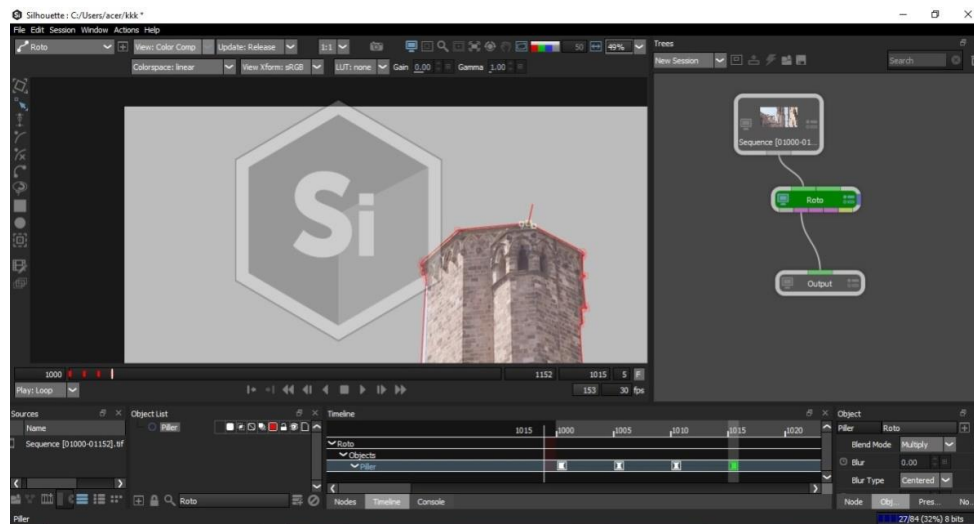 Silhouette : C:/Users/acer/kkk *
File Edit Session Window Actions Help
Roto View: Color Comp Update: Release 1:1 50 49%
Colorspace: linear View Xform: sRGB LUT: none Gain 0.00 Gamma 1.00
Si
1000 1152 1015 5 F
Play: Loop 153 30 fps
Trees
New Session Search
Sequence [01000-01...
Roto
Output
Sources
Name
Sequence [01000-01152].tif
Object List
Piller
Roto
Timeline
1015 1000 1005 1010 1015 1020
Roto
Objects
Piller
Nodes Timeline Console
Object
Piller Roto
Blend Mode Multiply
Blur 0.00
Blur Type Centered
Node Obj... Pres... No
Piller 27/84 (32%) 8 bits